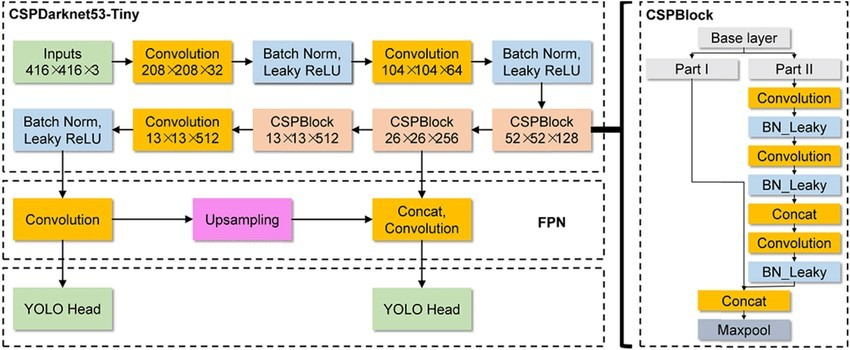 CSPDarknet53-Tiny
Inputs
416×416×3
Convolution
208×208×32
Batch Norm,
Leaky ReLU
Convolution
104×104×64
Batch Norm,
Leaky ReLU
Batch Norm,
Leaky ReLU
Convolution
13×13×512
CSPBlock
13×13×512
CSPBlock
26×26×256
CSPBlock
52×52×128
Convolution
Upsampling
Concat,
Convolution
FPN
YOLO Head
YOLO Head
CSPBlock
Base layer
Part I
Part II
Convolution
BN_Leaky
Convolution
BN_Leaky
Concat
Convolution
BN_Leaky
Concat
Maxpool